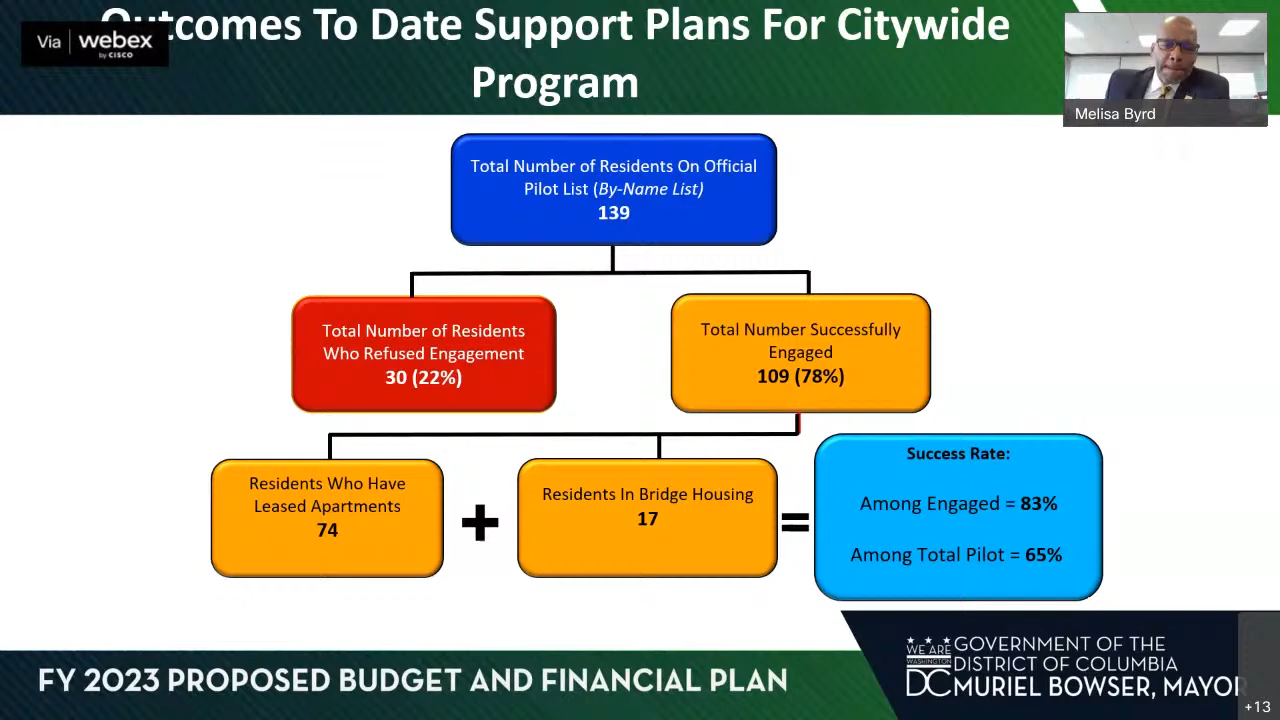 Outcomes To Date Support Plans For Citywide
Program
Via webex
by CISCO
Melisa Byrd
Total Number of Residents On Official
Pilot List (By-Name List)
139
Total Number of Residents
Who Refused Engagement
30 (22%)
Total Number Successfully
Engaged
109 (78%)
Residents Who Have
Leased Apartments
74
+
Residents In Bridge Housing
17
=
Success Rate:
Among Engaged = 83%
Among Total Pilot = 65%
FY 2023 PROPOSED BUDGET AND FINANCIAL PLAN
WE ARE
WASHINGTON
DC
GOVERNMENT OF THE
DISTRICT OF COLUMBIA
MURIEL BOWSER, MAYOR
+13